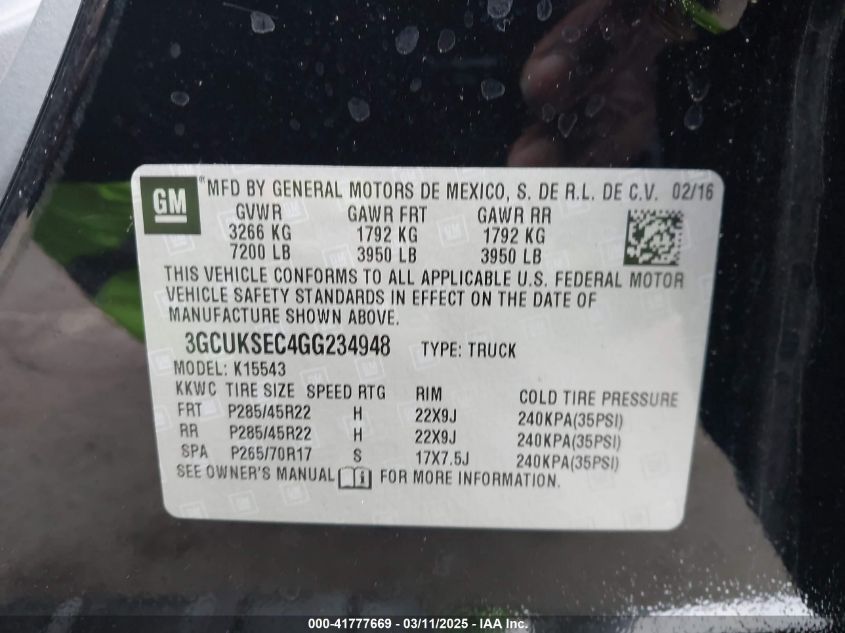 GM ® MFD BY GENERAL MOTORS DE MEXICO, S. DE R.L. DE C.V. 02/16
GVWR GAWR FRT GAWR RR
3266 KG 1792 KG 1792 KG
7200 LB 3950 LB 3950 LB
THIS VEHICLE CONFORMS TO ALL APPLICABLE U.S. FEDERAL MOTOR
VEHICLE SAFETY STANDARDS IN EFFECT ON THE DATE OF
MANUFACTURE SHOWN ABOVE.
3GCUKSEC4GG234948 TYPE: TRUCK
MODEL: K15543
KKWC TIRE SIZE SPEED RTG RIM COLD TIRE PRESSURE
FRT P285/45R22 H 22X9J 240KPA(35PSI)
RR P285/45R22 H 22X9J 240KPA(35PSI)
SPA P265/70R17 S 17X7.5J 240KPA(35PSI)
SEE OWNER'S MANUAL FOR MORE INFORMATION.
000-41777669 - 03/11/2025 - IAA Inc.